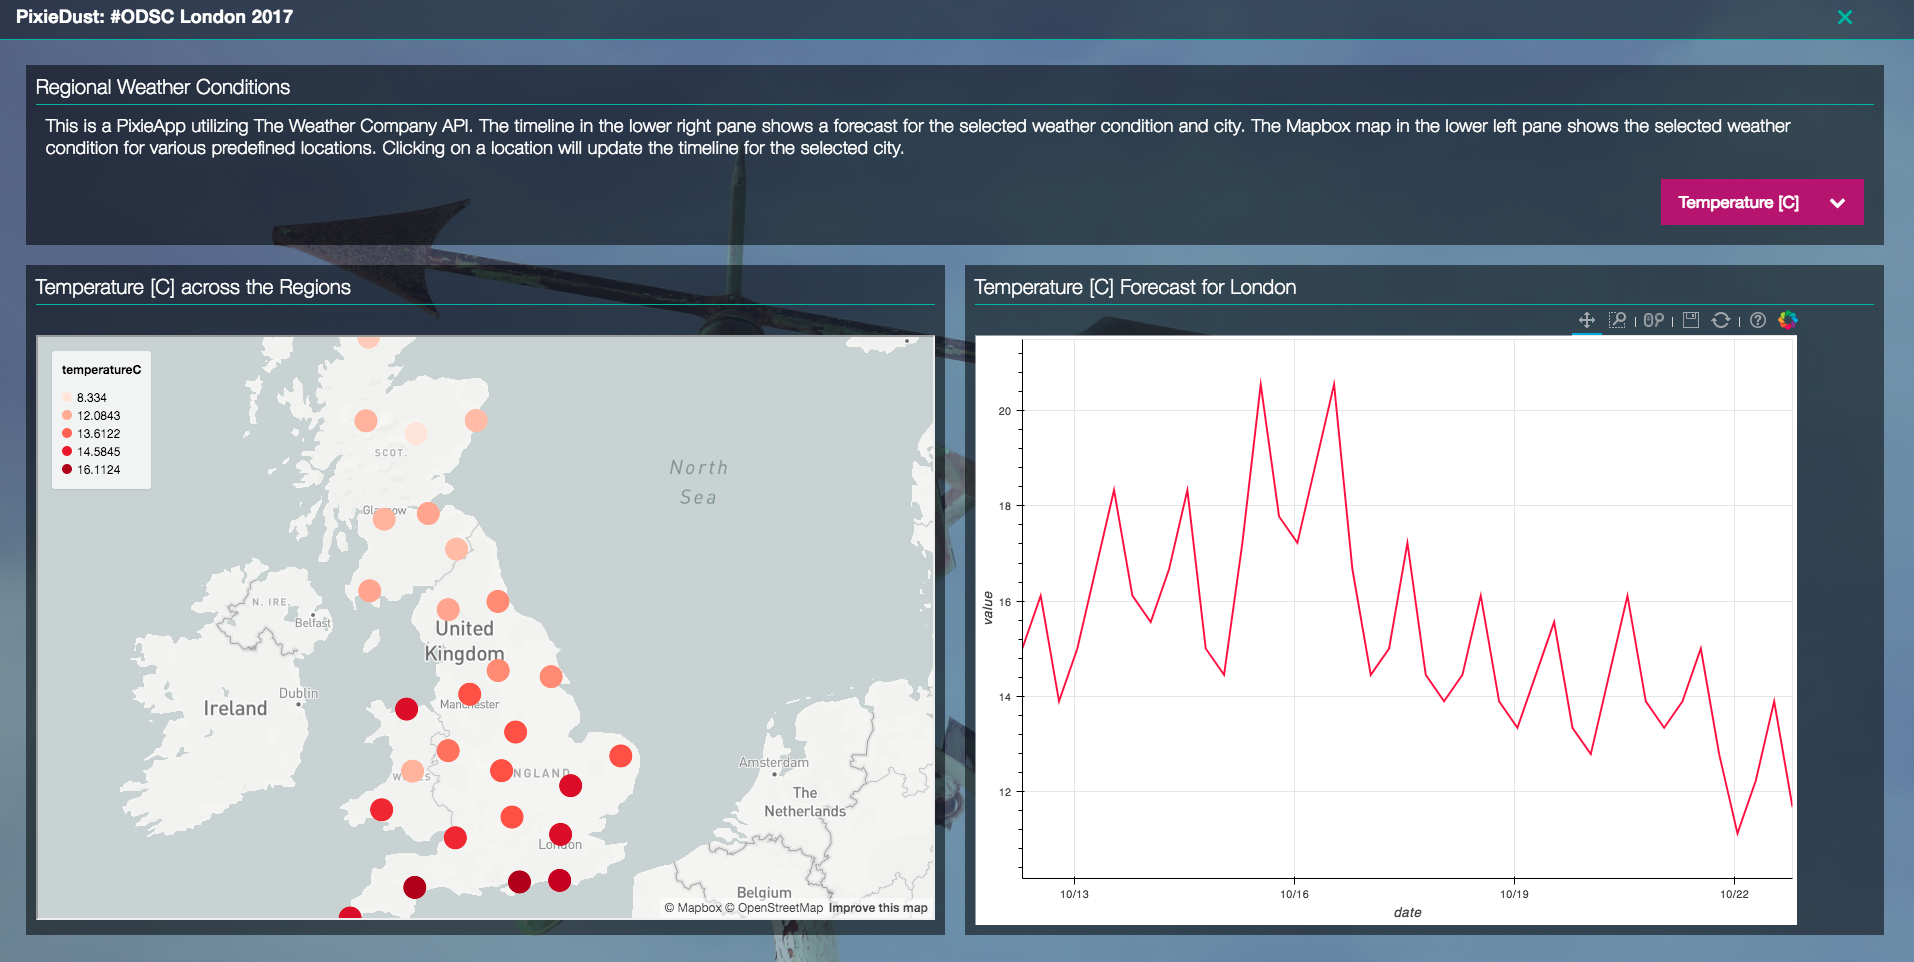 PixieDust: #ODSC London 2017
Regional Weather Conditions
This is a PixieApp utilizing The Weather Company API. The timeline in the lower right pane shows a forecast for the selected weather condition and city. The Mapbox map in the lower left pane shows the selected weather
condition for various predefined locations. Clicking on a location will update the timeline for the selected city.
Temperature [C]
Temperature [C] across the Regions
temperatureC
8.334
12.0843
13.6122
14.5845
16.1124
North
Sea
SCOT.
N. IRE.
Belfast
United
Kingdom
Dublin
Ireland
Amsterdam
The
Netherlands
Belgium
© Mapbox © OpenStreetMap Improve this map
Temperature [C] Forecast for London
20
18
16
14
12
value
10/13
10/16
10/19
10/22
date